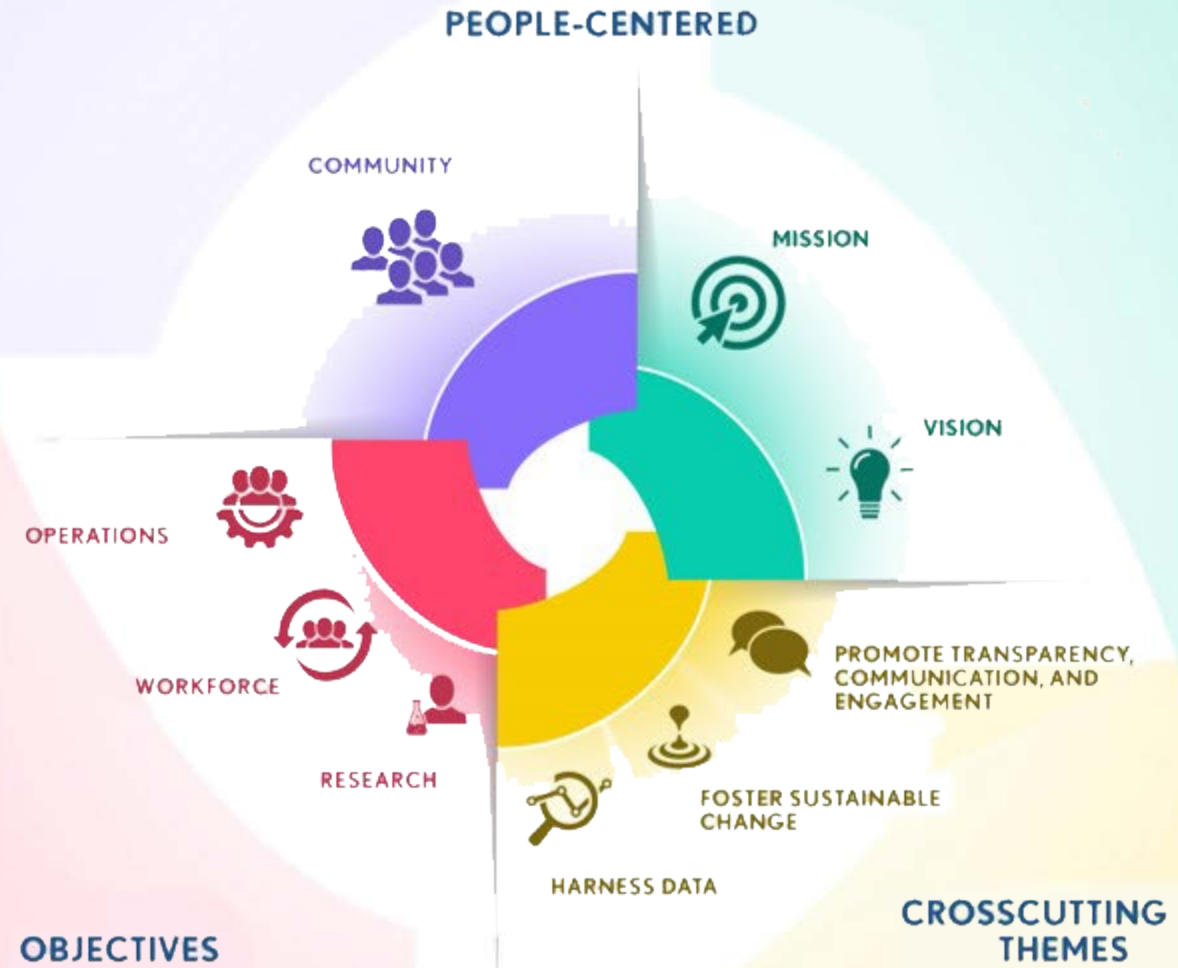 PEOPLE-CENTERED
COMMUNITY
MISSION
VISION
OPERATIONS
WORKFORCE
RESEARCH
PROMOTE TRANSPARENCY,
COMMUNICATION, AND
ENGAGEMENT
FOSTER SUSTAINABLE
CHANGE
HARNESS DATA
OBJECTIVES
CROSSCUTTING
THEMES